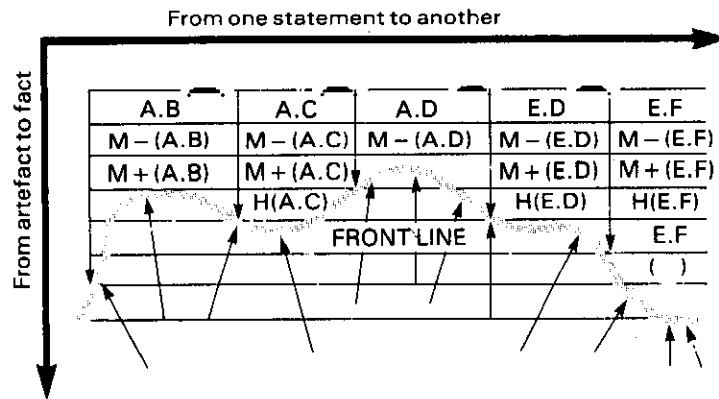 From one statement to another
From artefact to fact
A.B A.C A.D E.D E.F
M-(A.B) M-(A.C) M-(A.D) M-(E.D) M-(E.F)
M+(A.B) M+(A.C) M+(E.D) M+(E.F)
H(A.C) H(E.D) H(E.F)
FRONT LINE E.F
( )